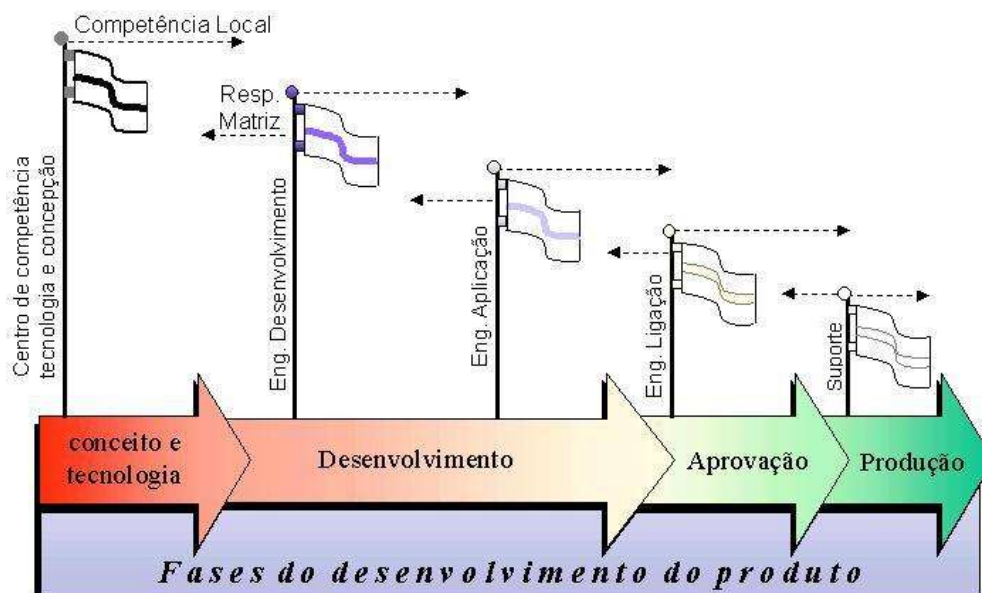 Competência Local
Resp.
Matriz
Centro de competência
tecnologia e concepção
Eng. Desenvolvimento
Eng. Aplicação
Eng. Ligação
Suporte
conceito e
tecnologia
Desenvolvimento
Aprovação
Produção
Fases do desenvolvimento do produto